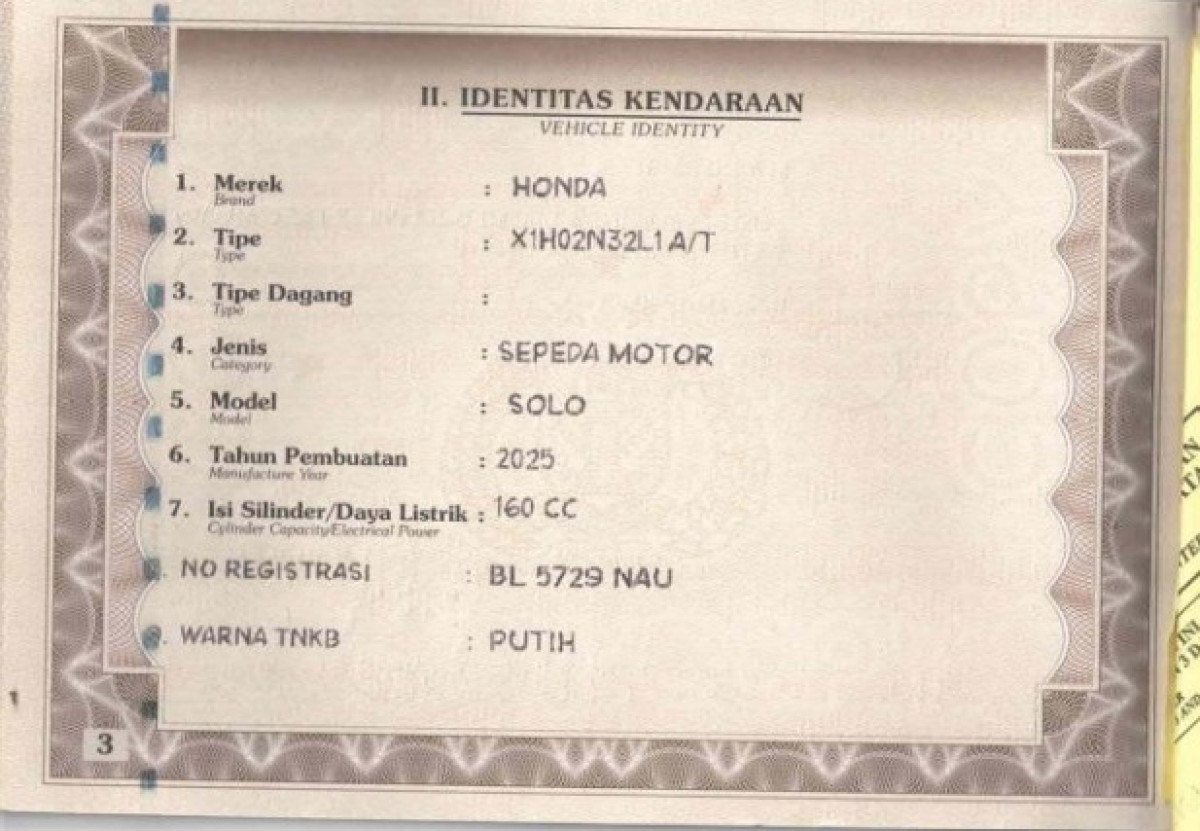 II. IDENTITAS KENDARAAN
VEHICLE IDENTITY
1. Merek : HONDA
Brand
2. Tipe : X1H02N32L1 A/T
Type
3. Tipe Dagang :
Type
4. Jenis : SEPEDA MOTOR
Category
5. Model : SOLO
Model
6. Tahun Pembuatan : 2025
Manufacture Year
7. Isi Silinder/Daya Listrik : 160 CC
Cylinder Capacity/Electrical Power
NO REGISTRASI : BL 5729 NAU
WARNA TNKB : PUTIH
3